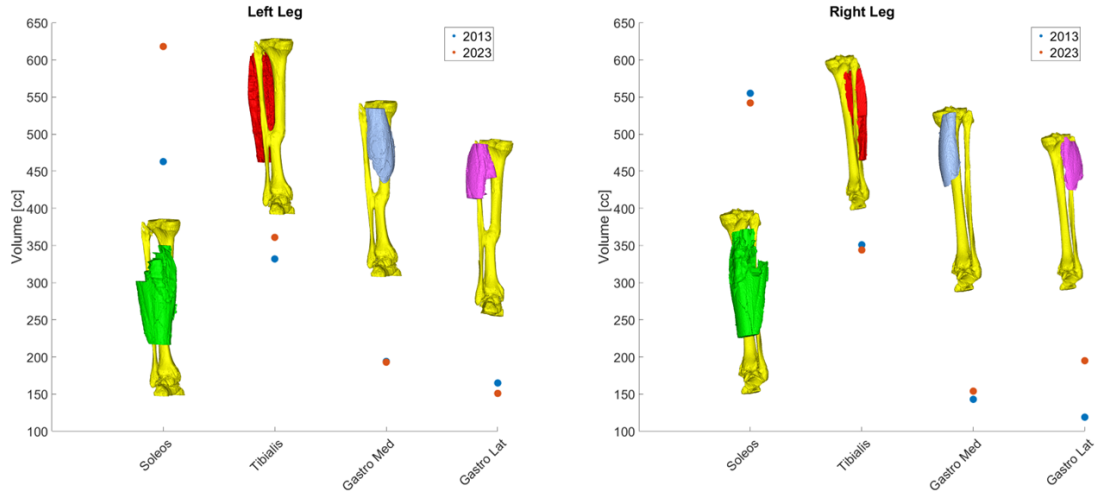 Left Leg
650
600
550
500
450
400
350
300
250
200
150
100
Volume [cc]
2013
2023
Soleos
Tibialis
Gastro Med
Gastro Lat
Right Leg
650
600
550
500
450
400
350
300
250
200
150
100
Volume [cc]
2013
2023
Soleos
Tibialis
Gastro Med
Gastro Lat